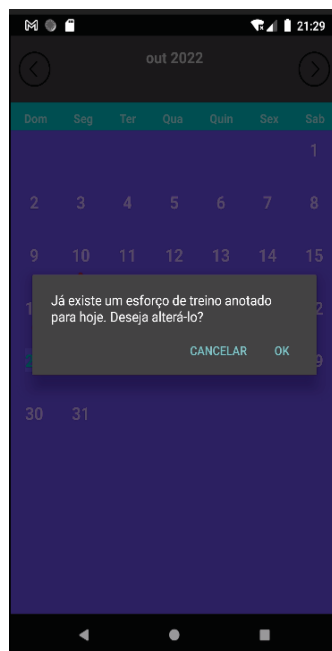 21:29
out 2022
Dom Seg Ter Qua Quin Sex Sab
1
2 3 4 5 6 7 8
9 10 11 12 13 14 15
Já existe um esforço de treino anotado
para hoje. Deseja alterá-lo?
CANCELAR OK
30 31